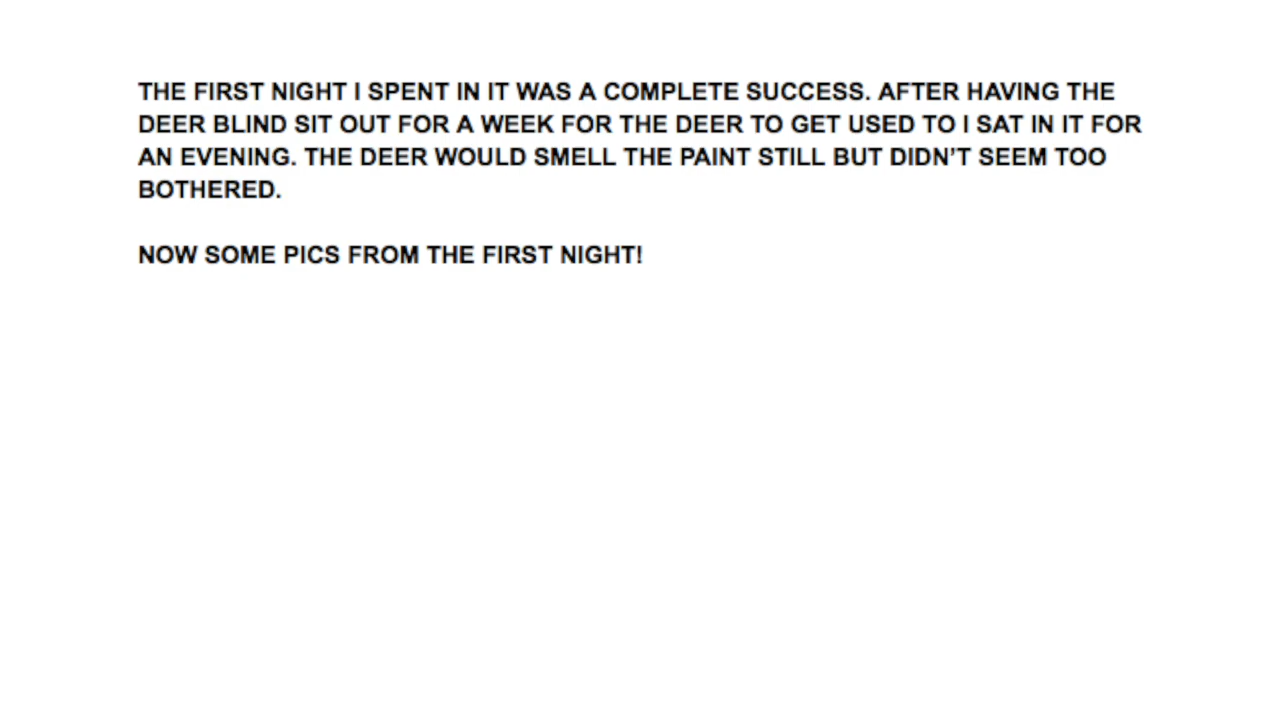 THE FIRST NIGHT I SPENT IN IT WAS A COMPLETE SUCCESS. AFTER HAVING THE
DEER BLIND SIT OUT FOR A WEEK FOR THE DEER TO GET USED TO I SAT IN IT FOR
AN EVENING. THE DEER WOULD SMELL THE PAINT STILL BUT DIDN’T SEEM TOO
BOTHERED.
NOW SOME PICS FROM THE FIRST NIGHT!